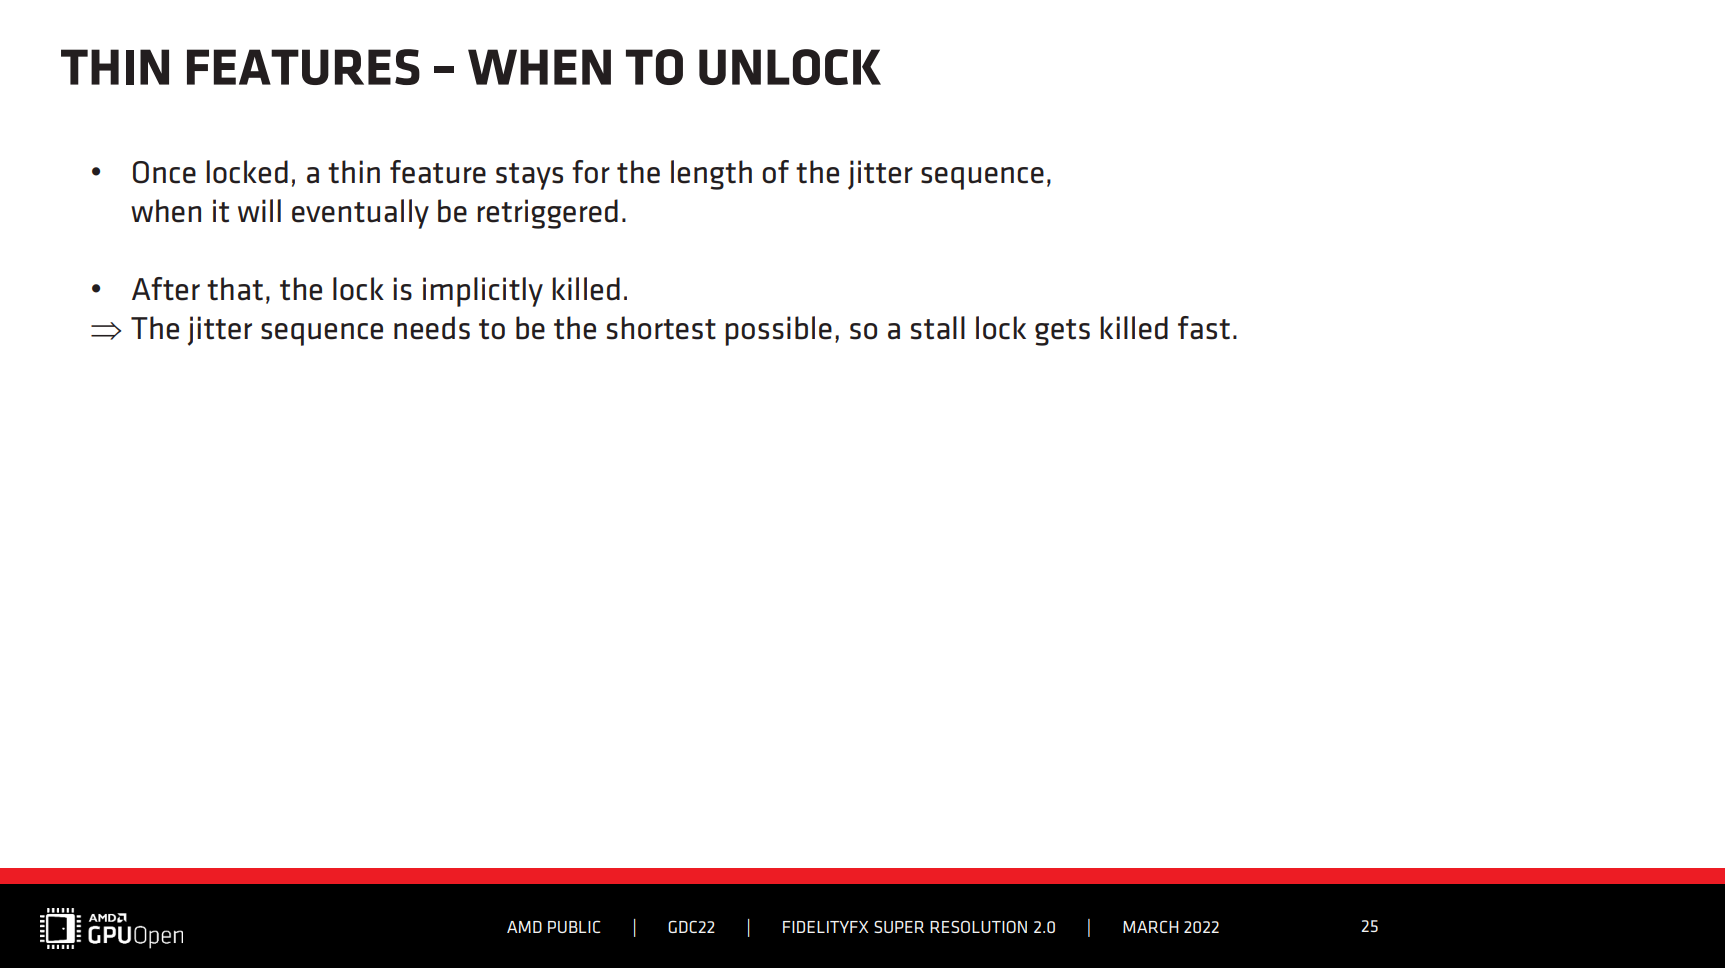 THIN FEATURES – WHEN TO UNLOCK
• Once locked, a thin feature stays for the length of the jitter sequence,
when it will eventually be retriggered.
• After that, the lock is implicitly killed.
⇒ The jitter sequence needs to be the shortest possible, so a stall lock gets killed fast.
AMD
GPUOpen
AMD PUBLIC | GDC22 | FIDELITYFX SUPER RESOLUTION 2.0 | MARCH 2022 25